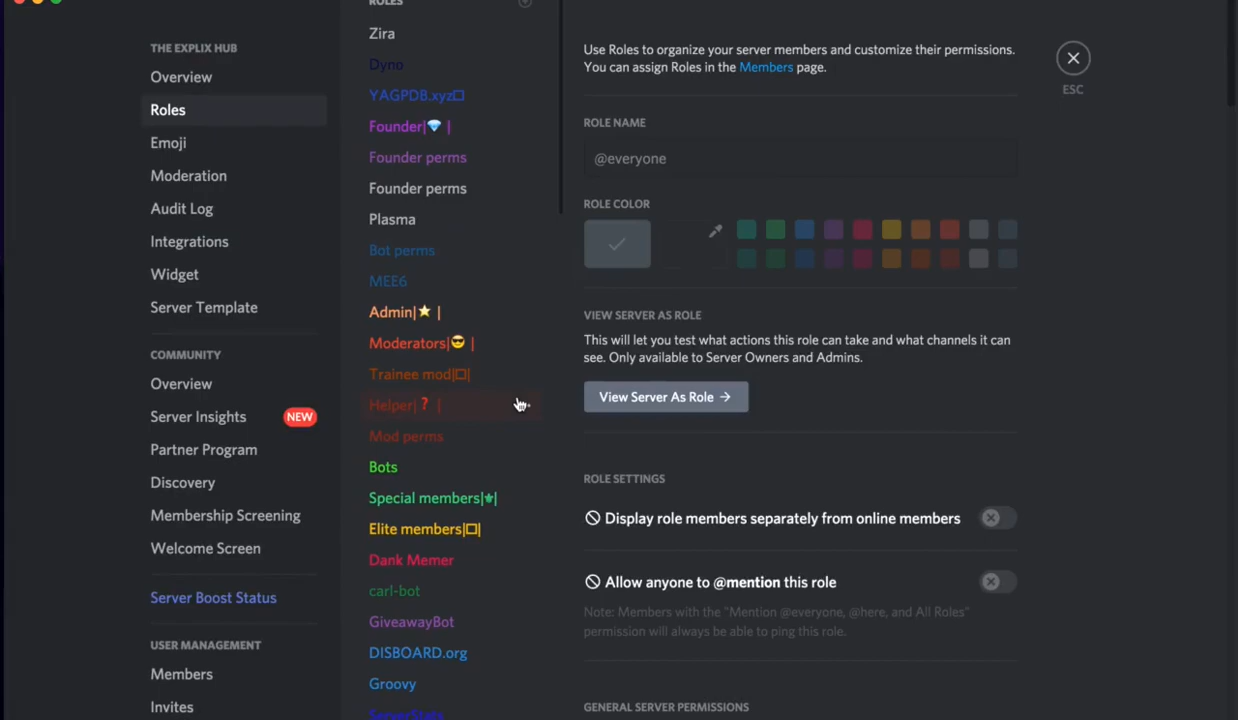 THE EXPLIX HUB
Overview
Roles
Emoji
Moderation
Audit Log
Integrations
Widget
Server Template
COMMUNITY
Overview
Server Insights NEW
Partner Program
Discovery
Membership Screening
Welcome Screen
Server Boost Status
USER MANAGEMENT
Members
Invites
ROLES
Zira
Dyno
YAGPDB.xyz□
Founder|💎 |
Founder perms
Founder perms
Plasma
Bot perms
MEE6
Admin|⭐ |
Moderators|😎 |
Trainee mod|□|
Helper|❓ |
Mod perms
Bots
Special members|⚜|
Elite members|□|
Dank Memer
carl-bot
GiveawayBot
DISBOARD.org
Groovy
ServerStats
Use Roles to organize your server members and customize their permissions.
You can assign Roles in the Members page.
ROLE NAME
@everyone
ROLE COLOR
VIEW SERVER AS ROLE
This will let you test what actions this role can take and what channels it can
see. Only available to Server Owners and Admins.
View Server As Role →
ROLE SETTINGS
Display role members separately from online members
Allow anyone to @mention this role
Note: Members with the "Mention @everyone, @here, and All Roles"
permission will always be able to ping this role.
GENERAL SERVER PERMISSIONS
ESC